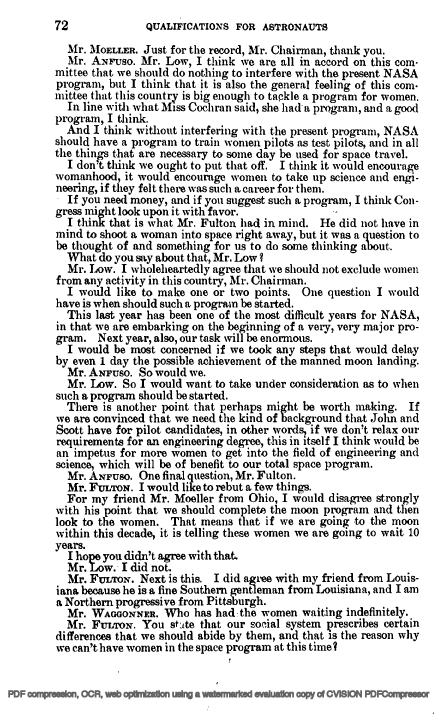 72 QUALIFICATIONS FOR ASTRONAUTS
Mr. MOELLER. Just for the record, Mr. Chairman, thank you.
Mr. ANFUSO. Mr. Low, I think we are all in accord on this com-
mittee that we should do nothing to interfere with the present NASA
program, but I think that it is also the general feeling of this com-
mittee that this country is big enough to tackle a program for women.
In line with what Miss Cochran said, she had a program, and a good
program, I think.
And I think without interfering with the present program, NASA
should have a program to train women pilots as test pilots, and in all
the things that are necessary to some day be used for space travel.
I don't think we ought to put that off. I think it would encourage
womanhood, it would encourage women to take up science and engi-
neering, if they felt there was such a career for them.
If you need money, and if you suggest such a program, I think Con-
gress might look upon it with favor.
I think that is what Mr. Fulton had in mind. He did not have in
mind to shoot a woman into space right away, but it was a question to
be thought of and something for us to do some thinking about.
What do you say about that, Mr. Low?
Mr. Low. I wholeheartedly agree that we should not exclude women
from any activity in this country, Mr. Chairman.
I would like to make one or two points. One question I would
have is when should such a program be started.
This last year has been one of the most difficult years for NASA,
in that we are embarking on the beginning of a very, very major pro-
gram. Next year, also, our task will be enormous.
I would be most concerned if we took any steps that would delay
by even 1 day the possible achievement of the manned moon landing.
Mr. ANFUSO. So would we.
Mr. Low. So I would want to take under consideration as to when
such a program should be started.
There is another point that perhaps might be worth making. If
we are convinced that we need the kind of background that John and
Scott have for pilot candidates, in other words, if we don't relax our
requirements for an engineering degree, this in itself I think would be
an impetus for more women to get into the field of engineering and
science, which will be of benefit to our total space program.
Mr. ANFUSO. One final question, Mr. Fulton.
Mr. FULTON. I would like to rebut a few things.
For my friend Mr. Moeller from Ohio, I would disagree strongly
with his point that we should complete the moon program and then
look to the women. That means that if we are going to the moon
within this decade, it is telling these women we are going to wait 10
years.
I hope you didn't agree with that.
Mr. Low. I did not.
Mr. FULTON. Next is this. I did agree with my friend from Louis-
iana because he is a fine Southern gentleman from Louisiana, and I am
a Northern progressive from Pittsburgh.
Mr. WAGGONNER. Who has had the women waiting indefinitely.
Mr. FULTON. You state that our social system prescribes certain
differences that we should abide by them, and that is the reason why
we can't have women in the space program at this time?
PDF compression, OCR, web optimization using a watermarked evaluation copy of CVISION PDFCompressor